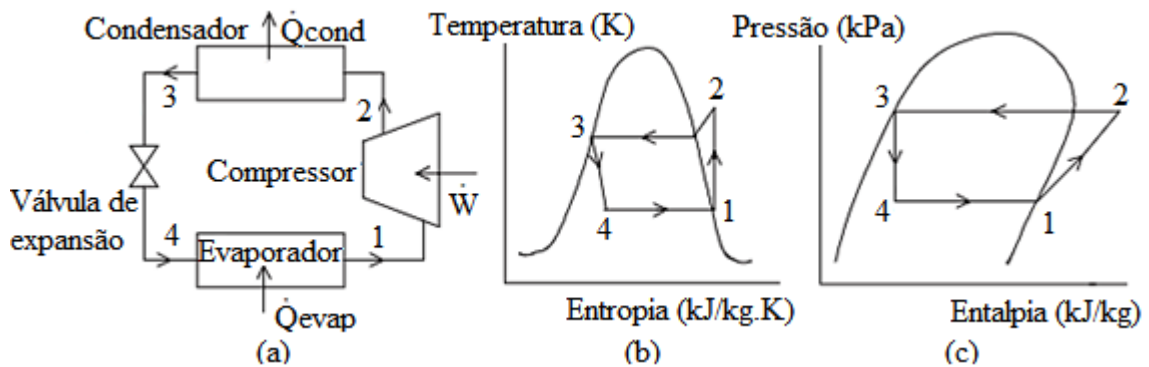 Condensador
Q̇cond
3
2
Compressor
Ẇ
Válvula de
expansão
4
Evaporador
1
Q̇evap
(a)
Temperatura (K)
2
3
4
1
Entropia (kJ/kg.K)
(b)
Pressão (kPa)
3
2
4
1
Entalpia (kJ/kg)
(c)